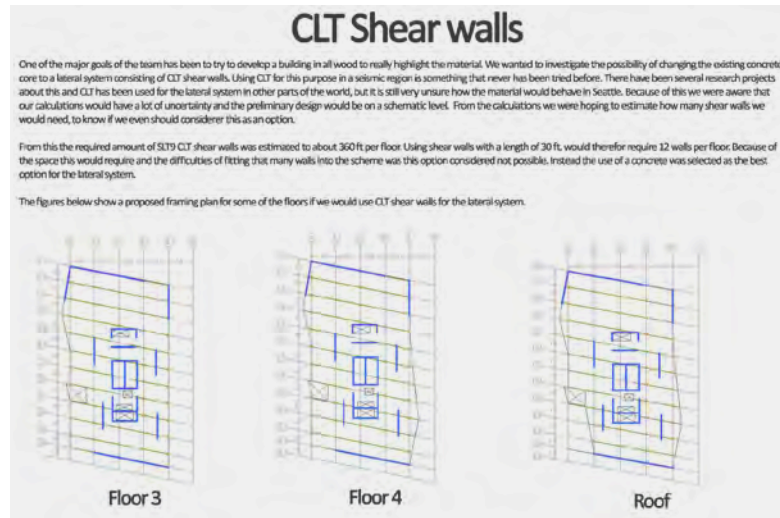 CLT Shear walls
One of the major goals of the team has been to try to develop a building in all wood to really highlight the material. We wanted to investigate the possibility of changing the existing concrete
core to a lateral system consisting of CLT shear walls. Using CLT for this purpose in a seismic region is something that never has been tried before. There have been several research projects
about this and CLT has been used for the lateral system in other parts of the world, but it is still very unsure how the material would behave in Seattle. Because of this we were aware that
our calculations would have a lot of uncertainty and the preliminary design would be on a schematic level. From the calculations we were hoping to estimate how many shear walls we
would need, to know if we even should considerer this as an option.
From this the required amount of SLT9 CLT shear walls was estimated to about 360 ft per floor. Using shear walls with a length of 30 ft, would therefor require 12 walls per floor. Because of
the space this would require and the difficulties of fitting that many walls into the scheme was this option considered not possible. Instead the use of a concrete was selected as the best
option for the lateral system.
The figures below show a proposed framing plan for some of the floors if we would use CLT shear walls for the lateral system.
Floor 3
Floor 4
Roof